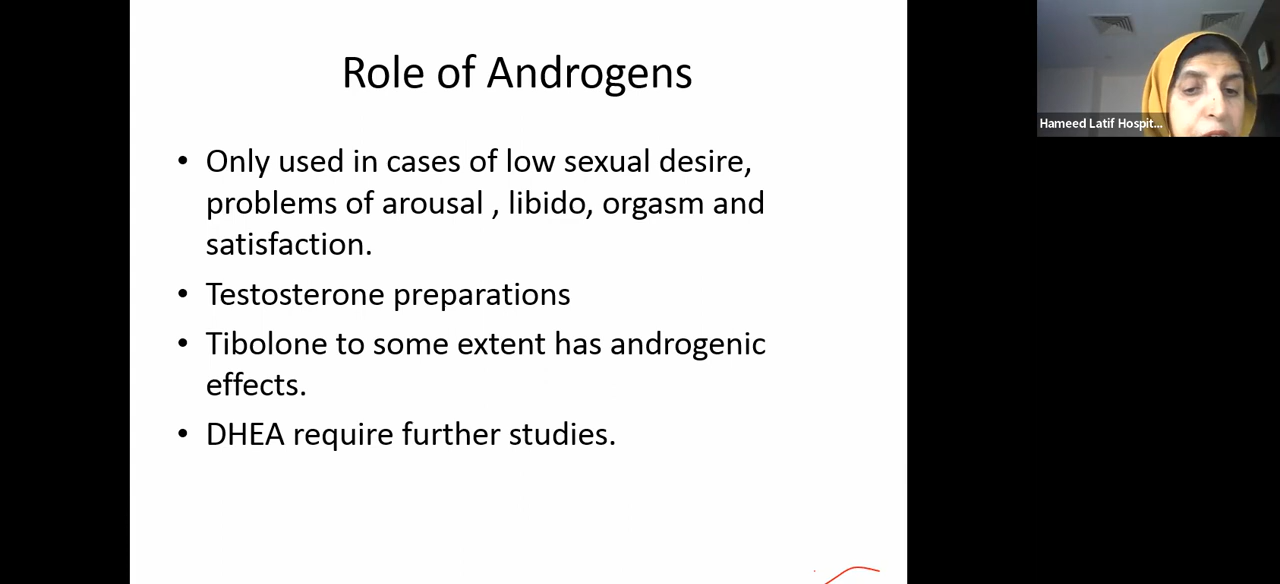 Role of Androgens
• Only used in cases of low sexual desire,
problems of arousal , libido, orgasm and
satisfaction.
• Testosterone preparations
• Tibolone to some extent has androgenic
effects.
• DHEA require further studies.
Hameed Latif Hospit...